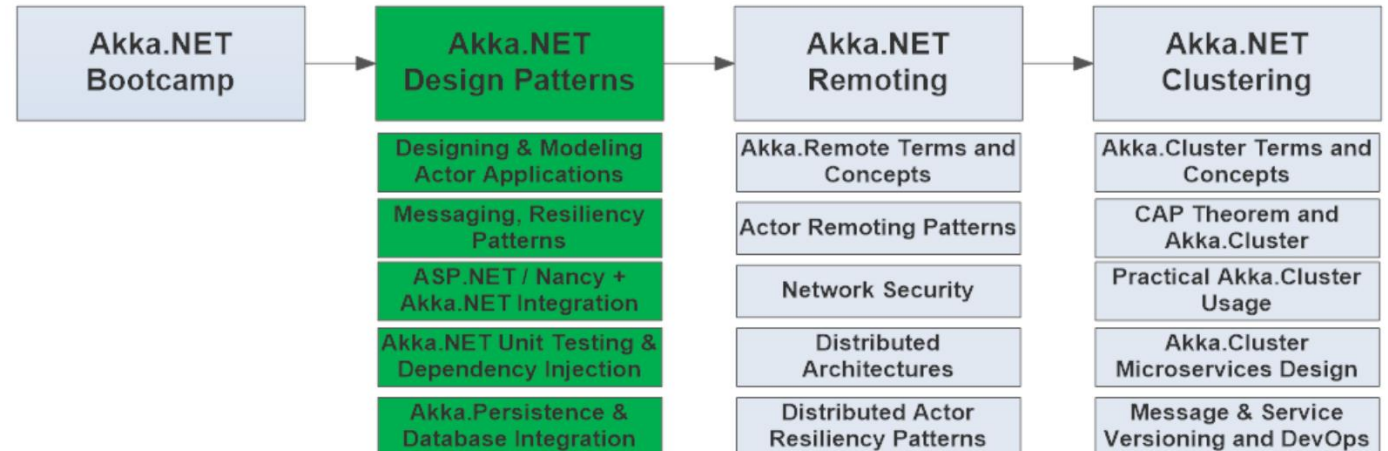 Akka.NET
Bootcamp
Akka.NET
Design Patterns
Designing & Modeling
Actor Applications
Messaging, Resiliency
Patterns
ASP.NET / Nancy +
Akka.NET Integration
Akka.NET Unit Testing &
Dependency Injection
Akka.Persistence &
Database Integration
Akka.NET
Remoting
Akka.Remote Terms and
Concepts
Actor Remoting Patterns
Network Security
Distributed
Architectures
Distributed Actor
Resiliency Patterns
Akka.NET
Clustering
Akka.Cluster Terms and
Concepts
CAP Theorem and
Akka.Cluster
Practical Akka.Cluster
Usage
Akka.Cluster
Microservices Design
Message & Service
Versioning and DevOps